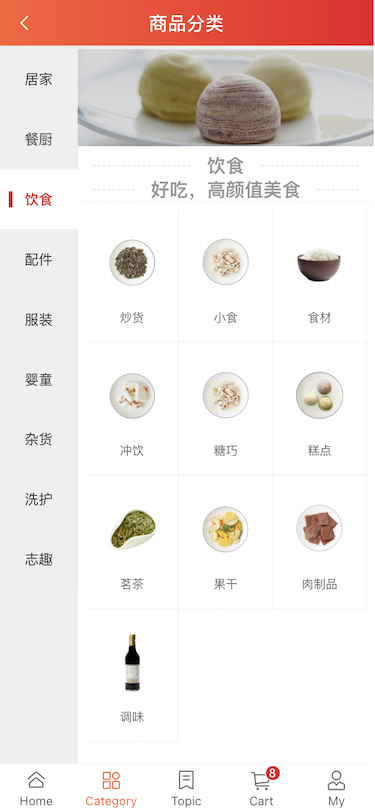 商品分类
居家
餐厨
饮食
配件
服装
婴童
杂货
洗护
志趣
饮食
好吃，高颜值美食
炒货
小食
食材
冲饮
糖巧
糕点
茗茶
果干
肉制品
调味
Home
Category
Topic
8
Cart
My